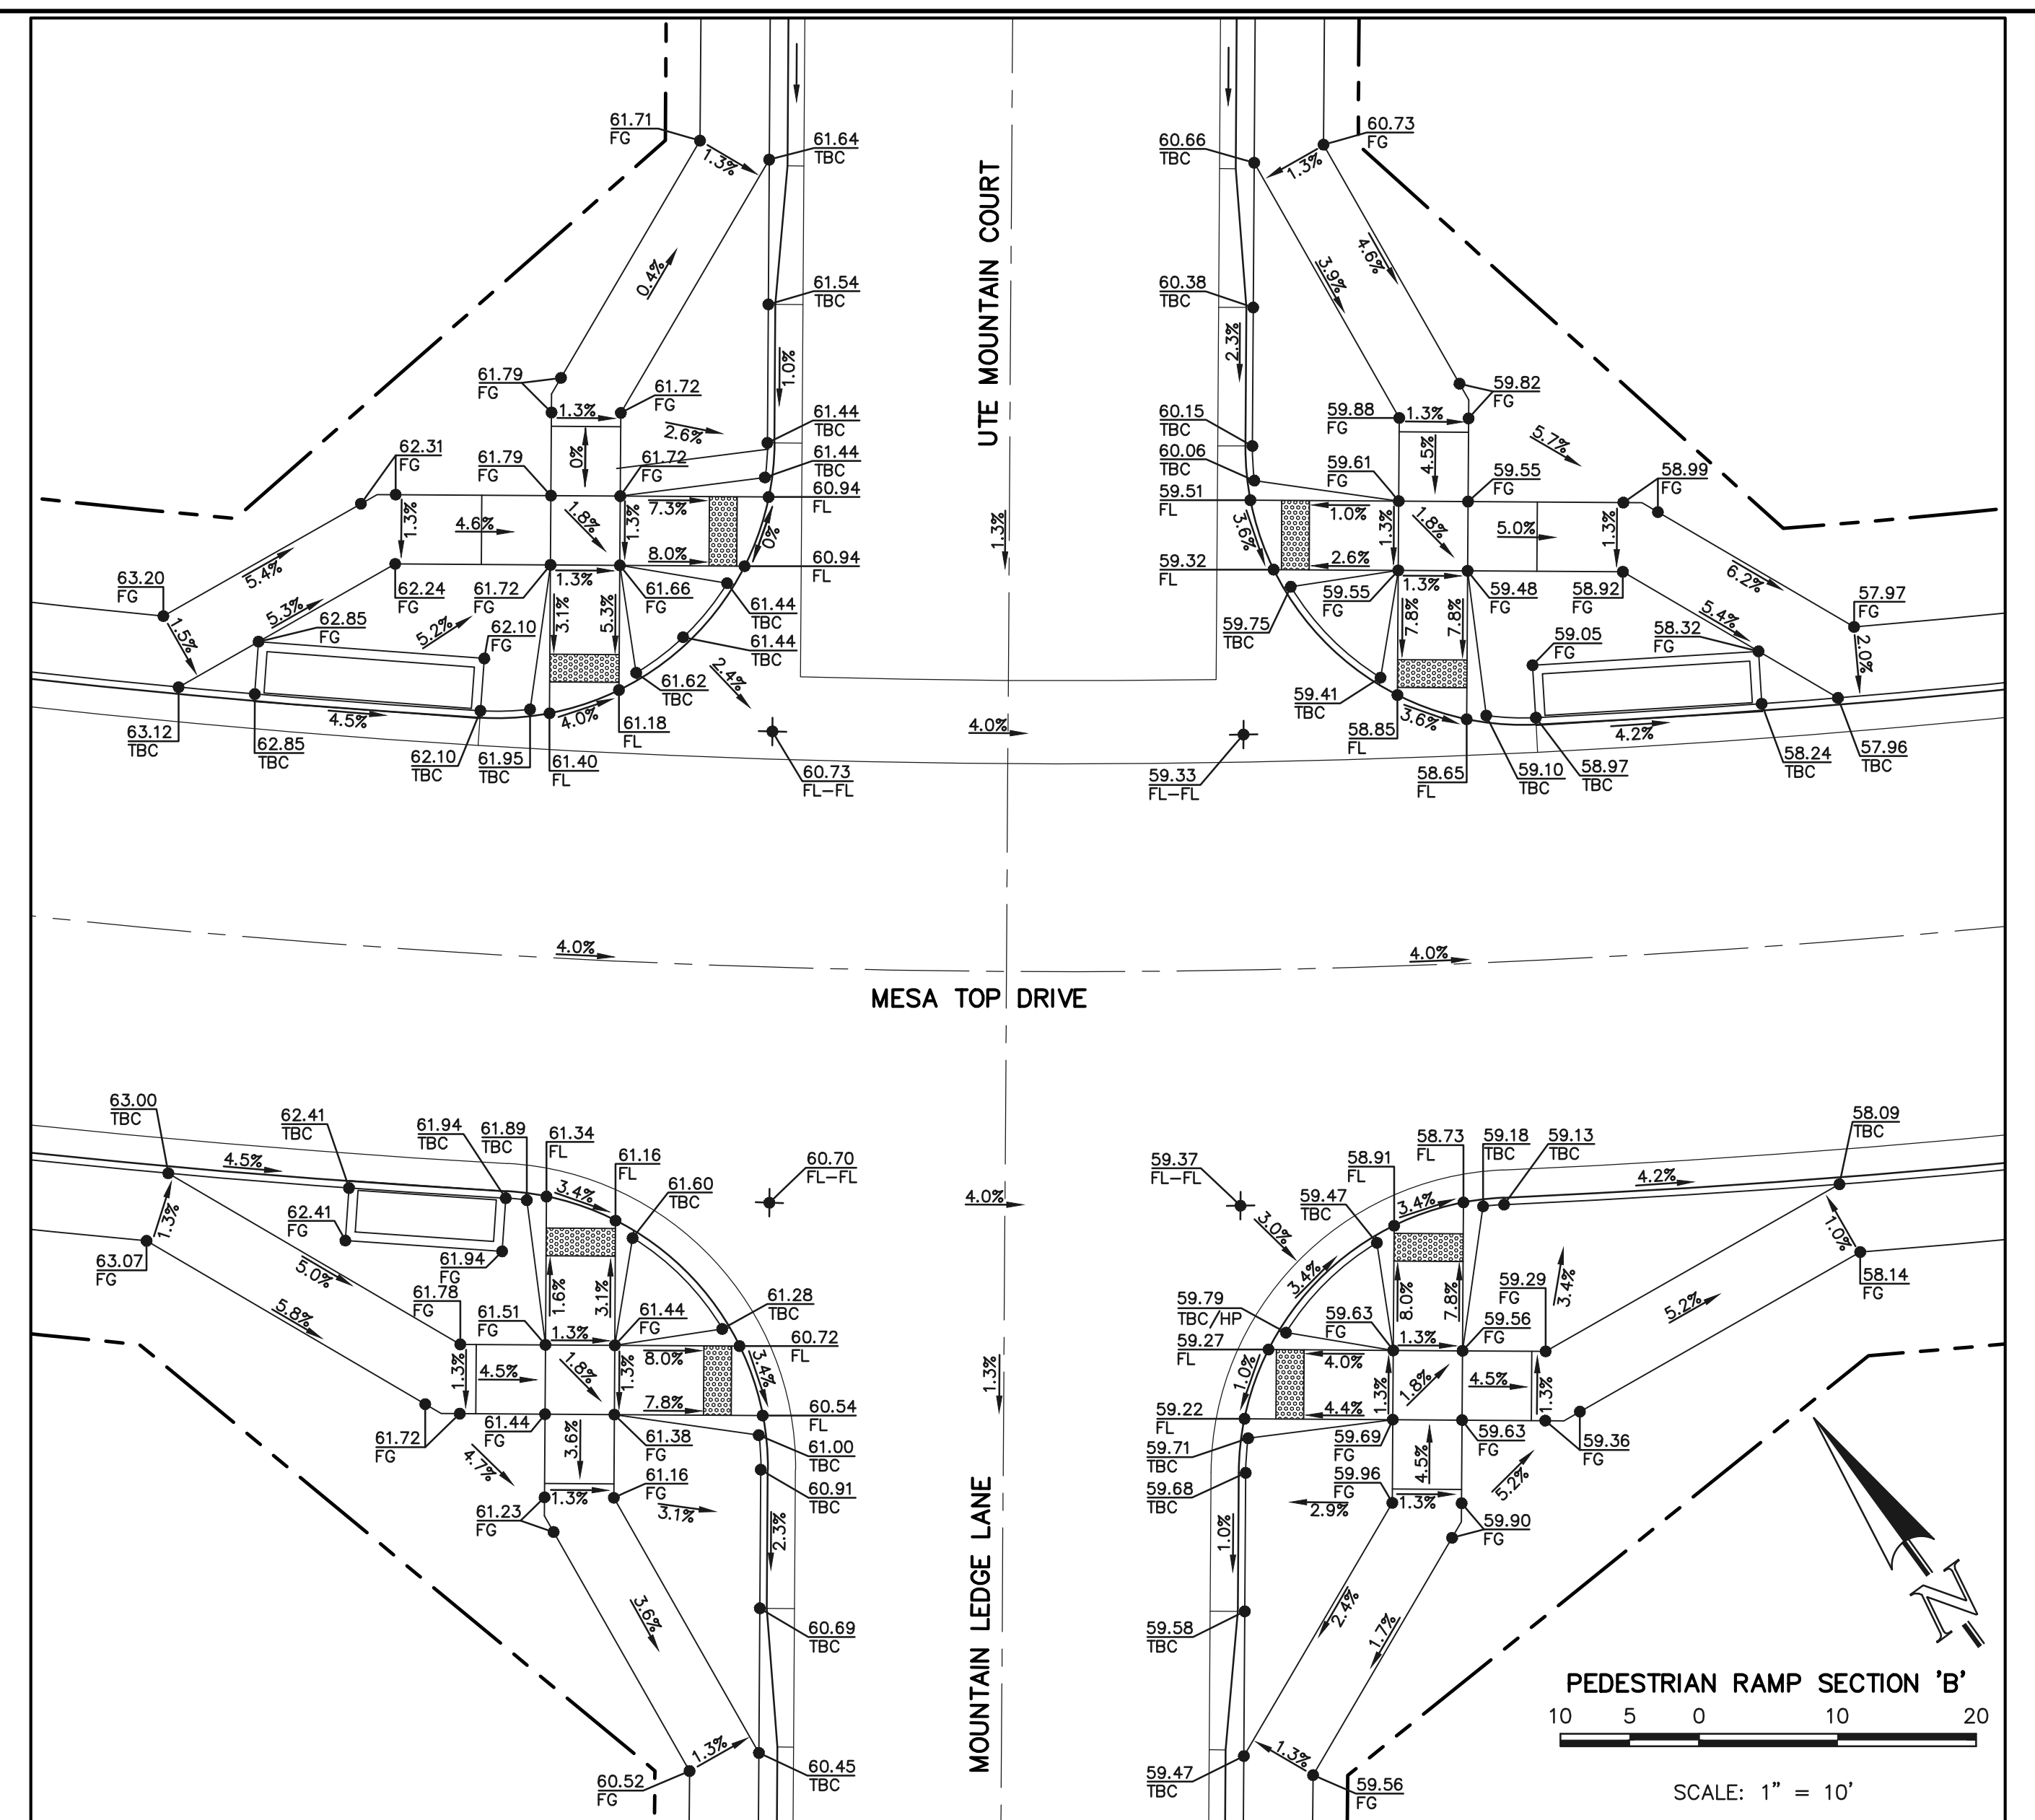 61.71
FG
1.3%
61.64
TBC
0.4%
61.54
TBC
1.0%
61.79
FG
1.3%
61.72
FG
2.6%
61.44
TBC
61.44
TBC
0%
62.31
FG
61.79
FG
61.72
FG
60.94
FL
1.3%
4.6%
1.8%
1.3%
7.3%
8.0%
0%
60.94
FL
63.20
FG
5.4%
5.3%
1.5%
62.24
FG
61.72
FG
1.3%
61.66
FG
61.44
TBC
61.44
TBC
62.85
FG
5.2%
62.10
FG
3.1%
5.3%
61.62
TBC
2.4%
4.5%
4.0%
63.12
TBC
62.85
TBC
62.10
TBC
61.95
TBC
61.40
FL
61.18
FL
60.73
FL-FL
UTE MOUNTAIN COURT
1.3%
4.0%
60.73
FG
60.66
TBC
1.3%
4.6%
3.9%
60.38
TBC
2.3%
60.15
TBC
60.06
TBC
59.88
FG
1.3%
59.82
FG
4.5%
5.7%
59.61
FG
59.55
FG
58.99
FG
59.51
FL
3.6%
1.0%
1.3%
1.8%
5.0%
1.3%
59.32
FL
2.6%
1.3%
59.55
FG
59.48
FG
58.92
FG
6.2%
5.4%
57.97
FG
2.0%
59.75
TBC
7.8%
7.8%
59.05
FG
58.32
FG
59.41
TBC
58.85
FL
3.6%
4.2%
58.65
FL
59.10
TBC
58.97
TBC
58.24
TBC
57.96
TBC
59.33
FL-FL
4.0%
4.0%
MESA TOP DRIVE
63.00
TBC
62.41
TBC
61.94
TBC
61.89
TBC
61.34
FL
61.16
FL
61.60
TBC
60.70
FL-FL
4.5%
3.4%
1.3%
62.41
FG
61.94
FG
63.07
FG
5.0%
5.8%
1.6%
3.1%
61.78
FG
61.51
FG
61.44
FG
61.28
TBC
60.72
FL
1.3%
1.3%
4.5%
1.8%
1.3%
8.0%
7.8%
3.4%
60.54
FL
61.72
FG
61.44
FG
4.7%
3.6%
61.38
FG
61.00
TBC
61.16
FG
60.91
TBC
61.23
FG
1.3%
3.1%
2.3%
3.6%
60.69
TBC
1.3%
60.52
FG
60.45
TBC
4.0%
1.3%
MOUNTAIN LEDGE LANE
59.37
FL-FL
3.0%
58.91
FL
58.73
FL
59.18
TBC
59.13
TBC
58.09
TBC
59.47
TBC
3.4%
3.4%
4.2%
1.0%
58.14
FG
59.79
TBC/HP
59.63
FG
8.0%
7.8%
59.56
FG
59.29
FG
3.4%
5.2%
59.27
FL
1.0%
4.0%
1.3%
1.3%
1.8%
4.5%
1.3%
59.22
FL
4.4%
59.71
TBC
59.69
FG
59.63
FG
59.36
FG
59.68
TBC
59.96
FG
4.5%
5.2%
1.3%
59.90
FG
2.9%
1.0%
59.58
TBC
2.4%
1.7%
59.47
TBC
1.3%
59.56
FG
N
PEDESTRIAN RAMP SECTION 'B'
10 5 0 10 20
SCALE: 1" = 10'